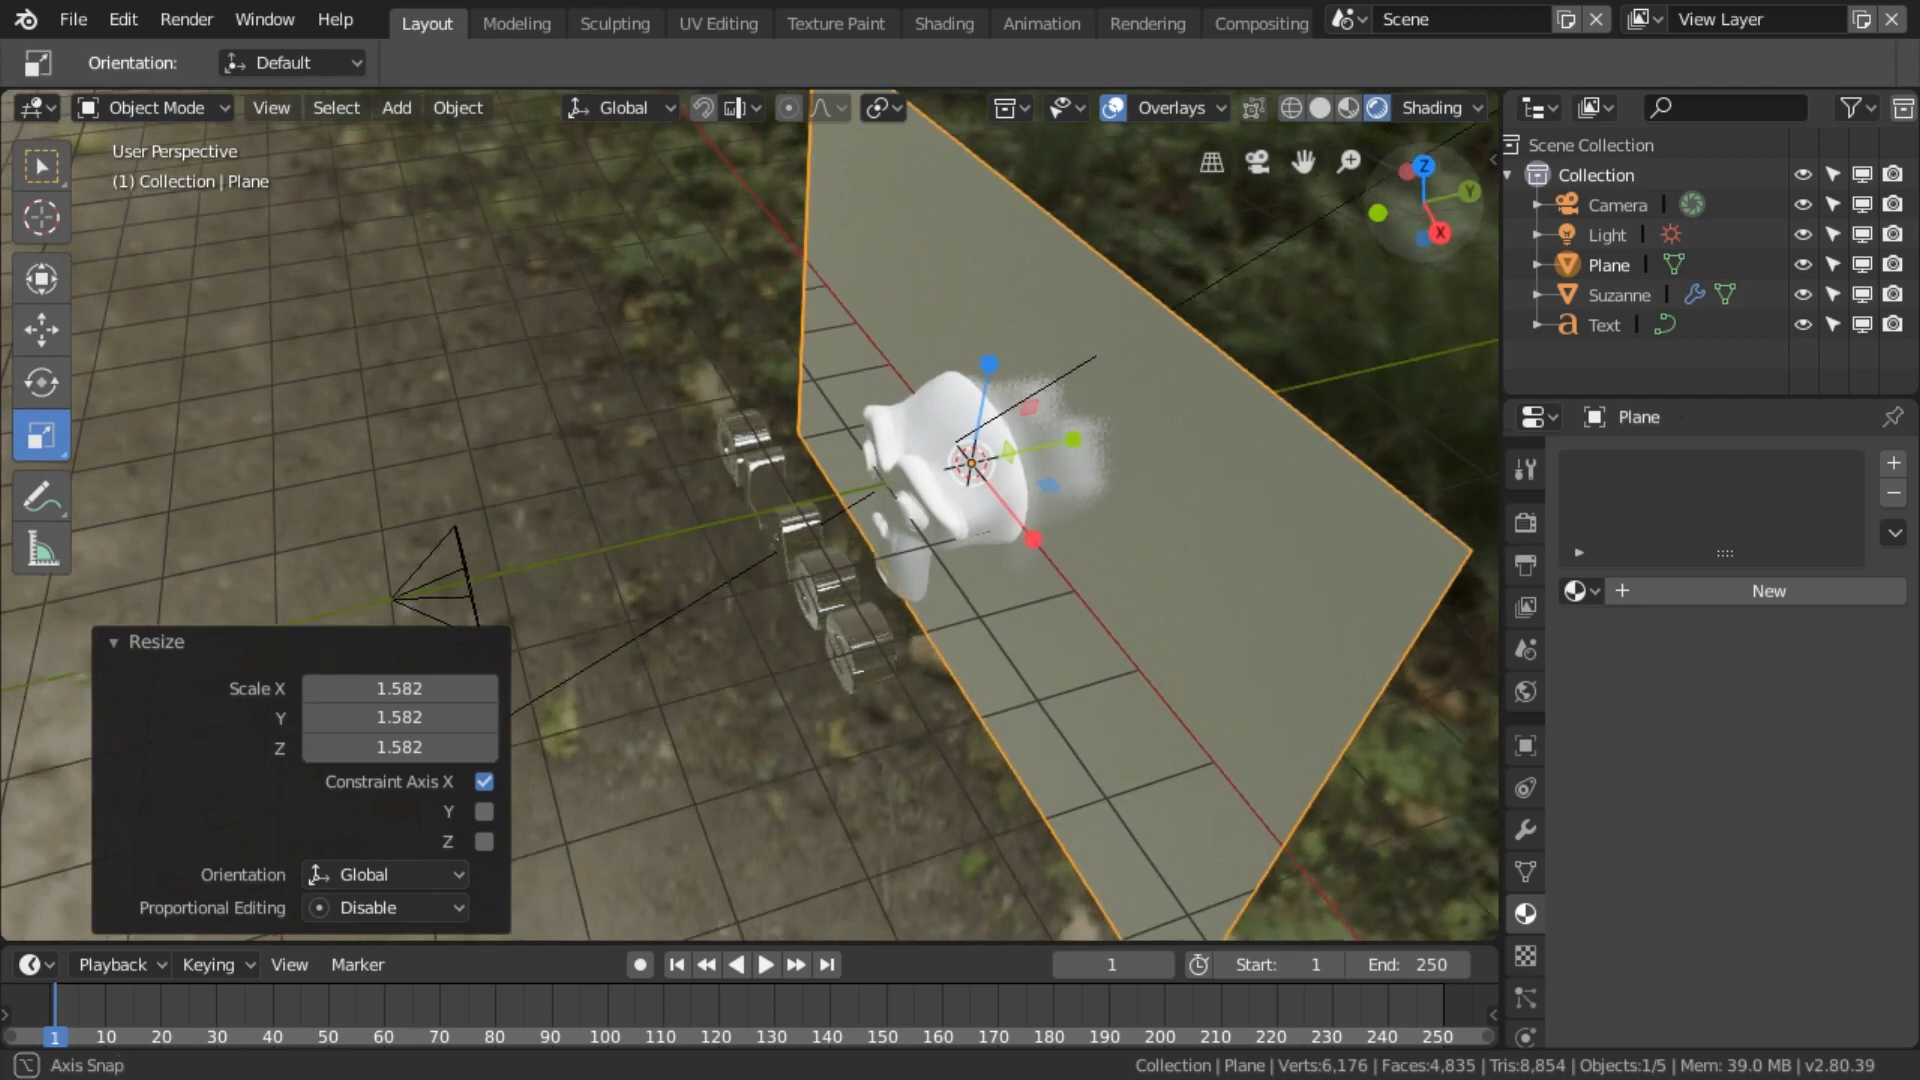 File Edit Render Window Help Layout Modeling Sculpting UV Editing Texture Paint Shading Animation Rendering Compositing Scene View Layer
Orientation: Default
Object Mode View Select Add Object Global Overlays Shading
User Perspective
(1) Collection | Plane
Z
Y
X
Scene Collection
Collection
Camera
Light
Plane
Suzanne
a Text
Plane
New
Resize
Scale X 1.582
Y 1.582
Z 1.582
Constraint Axis X
Y
Z
Orientation Global
Proportional Editing Disable
Playback Keying View Marker 1 Start: 1 End: 250
1 10 20 30 40 50 60 70 80 90 100 110 120 130 140 150 160 170 180 190 200 210 220 230 240 250
Axis Snap Collection | Plane | Verts:6,176 | Faces:4,835 | Tris:8,854 | Objects:1/5 | Mem: 39.0 MB | v2.80.39